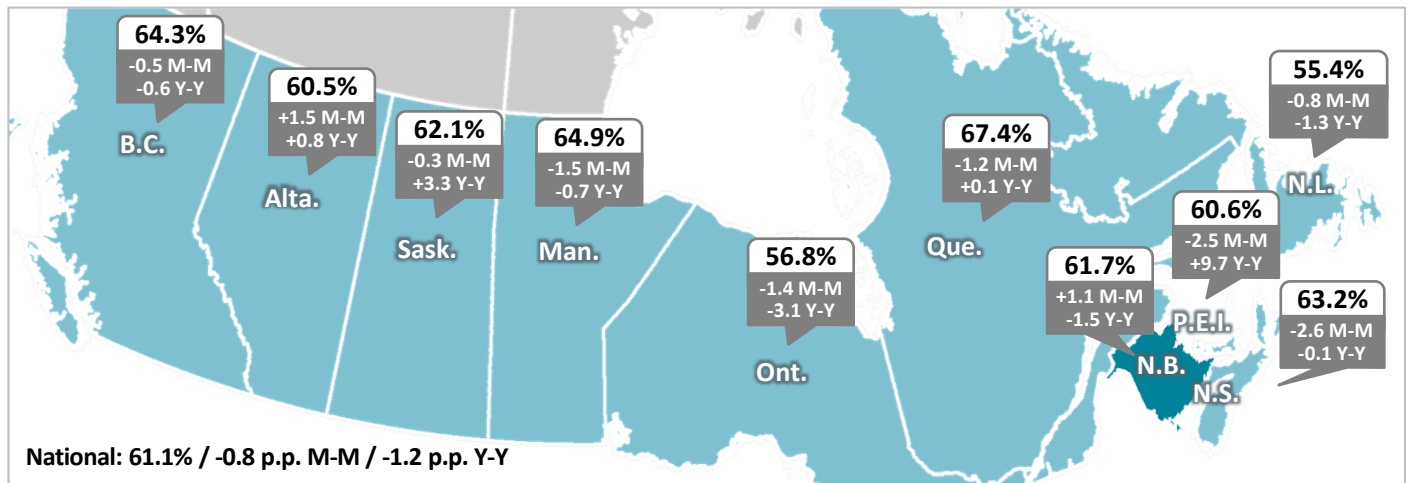 64.3%
-0.5 M-M
-0.6 Y-Y
B.C.
60.5%
+1.5 M-M
+0.8 Y-Y
Alta.
62.1%
-0.3 M-M
+3.3 Y-Y
Sask.
64.9%
-1.5 M-M
-0.7 Y-Y
Man.
56.8%
-1.4 M-M
-3.1 Y-Y
Ont.
67.4%
-1.2 M-M
+0.1 Y-Y
Que.
55.4%
-0.8 M-M
-1.3 Y-Y
N.L.
60.6%
-2.5 M-M
+9.7 Y-Y
P.E.I.
61.7%
+1.1 M-M
-1.5 Y-Y
N.B.
63.2%
-2.6 M-M
-0.1 Y-Y
N.S.
National: 61.1% / -0.8 p.p. M-M / -1.2 p.p. Y-Y